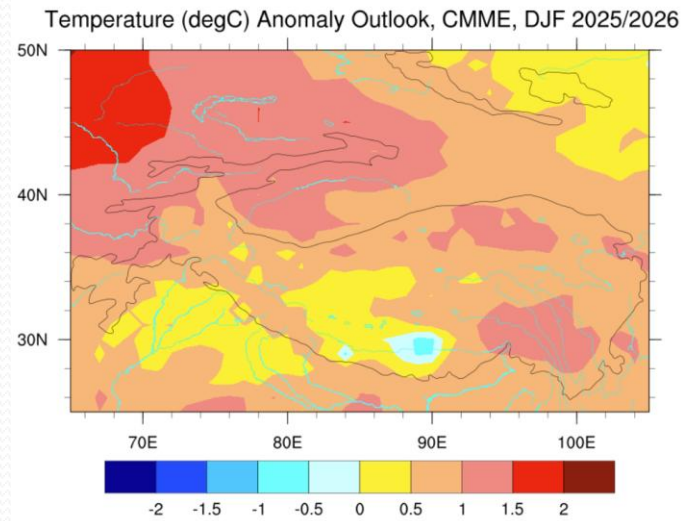 Temperature (degC) Anomaly Outlook, CMME, DJF 2025/2026
50N
40N
30N
70E 80E 90E 100E
-2 -1.5 -1 -0.5 0 0.5 1 1.5 2